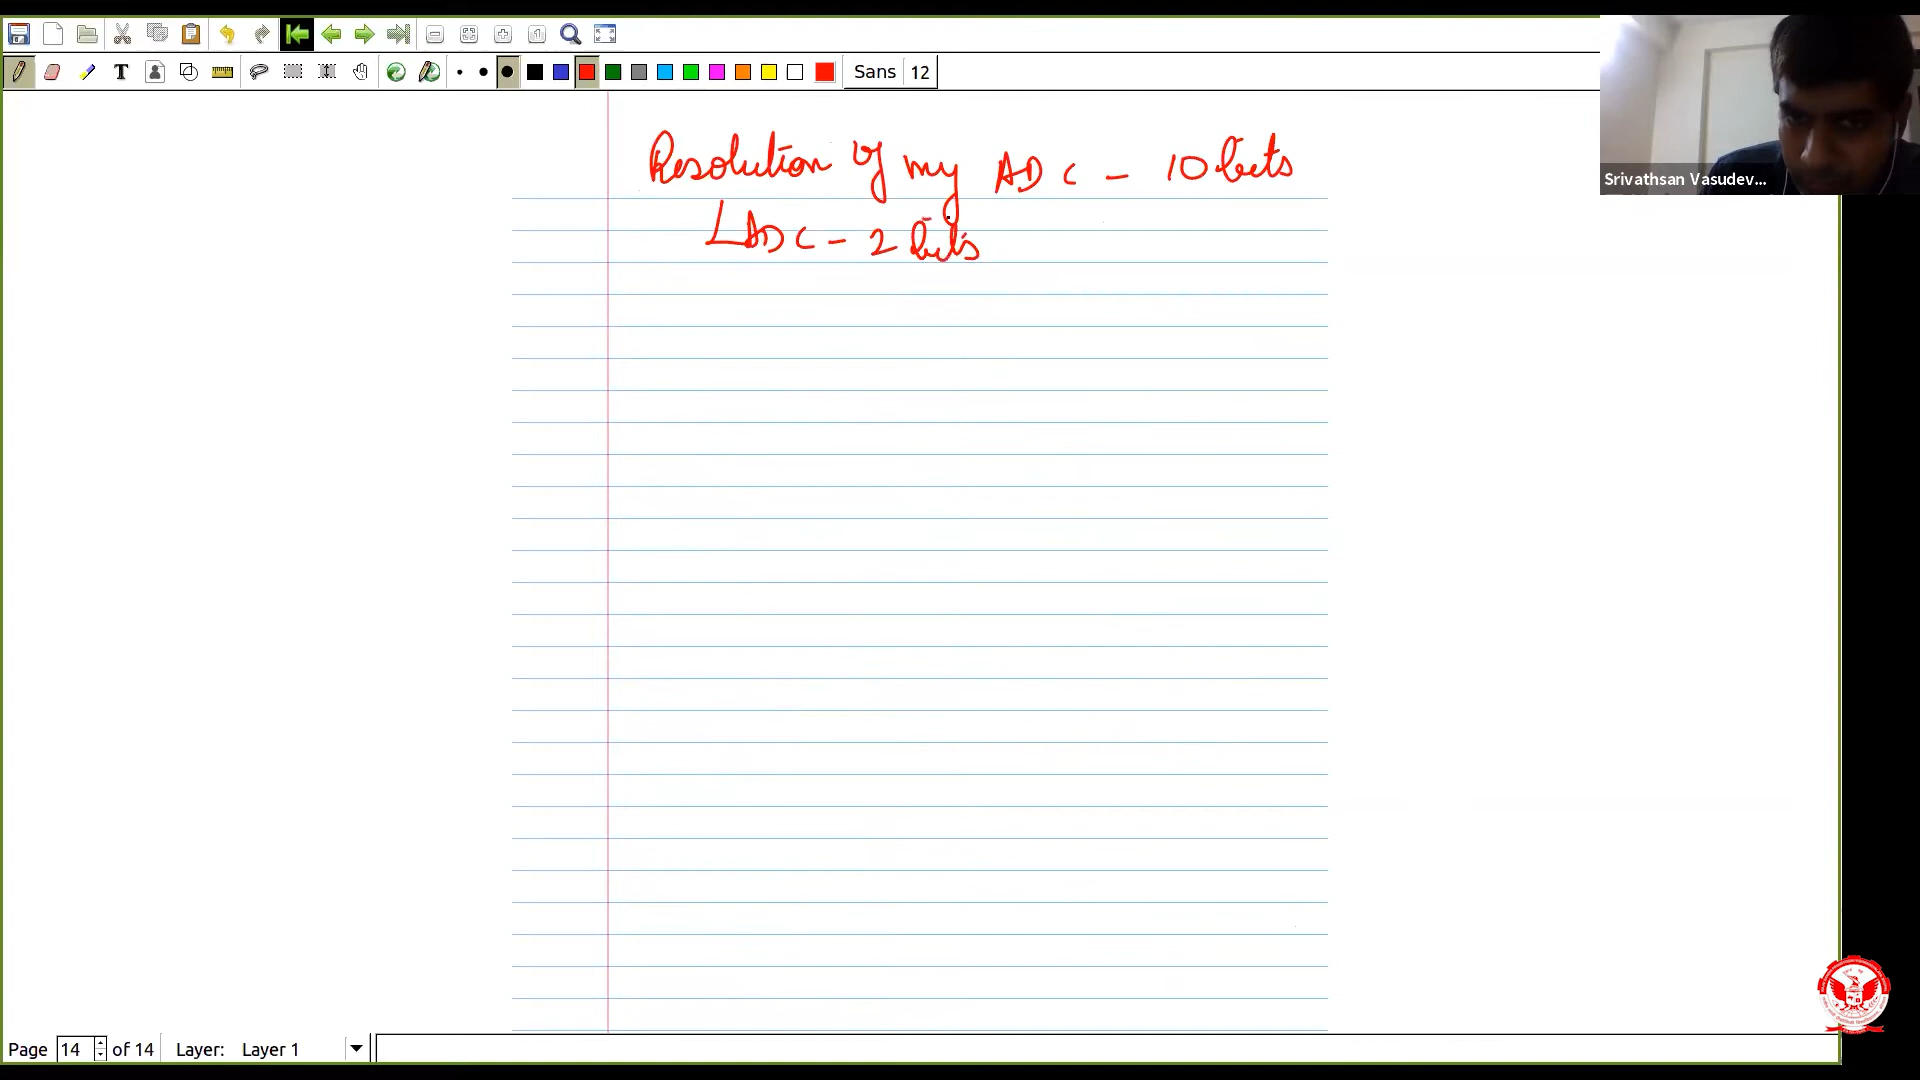 T
Sans 12
Srivathsan Vasudev...
Resolution of my ADC - 10 bits
ADC - 2 bits
Page 14 of 14 Layer: Layer 1